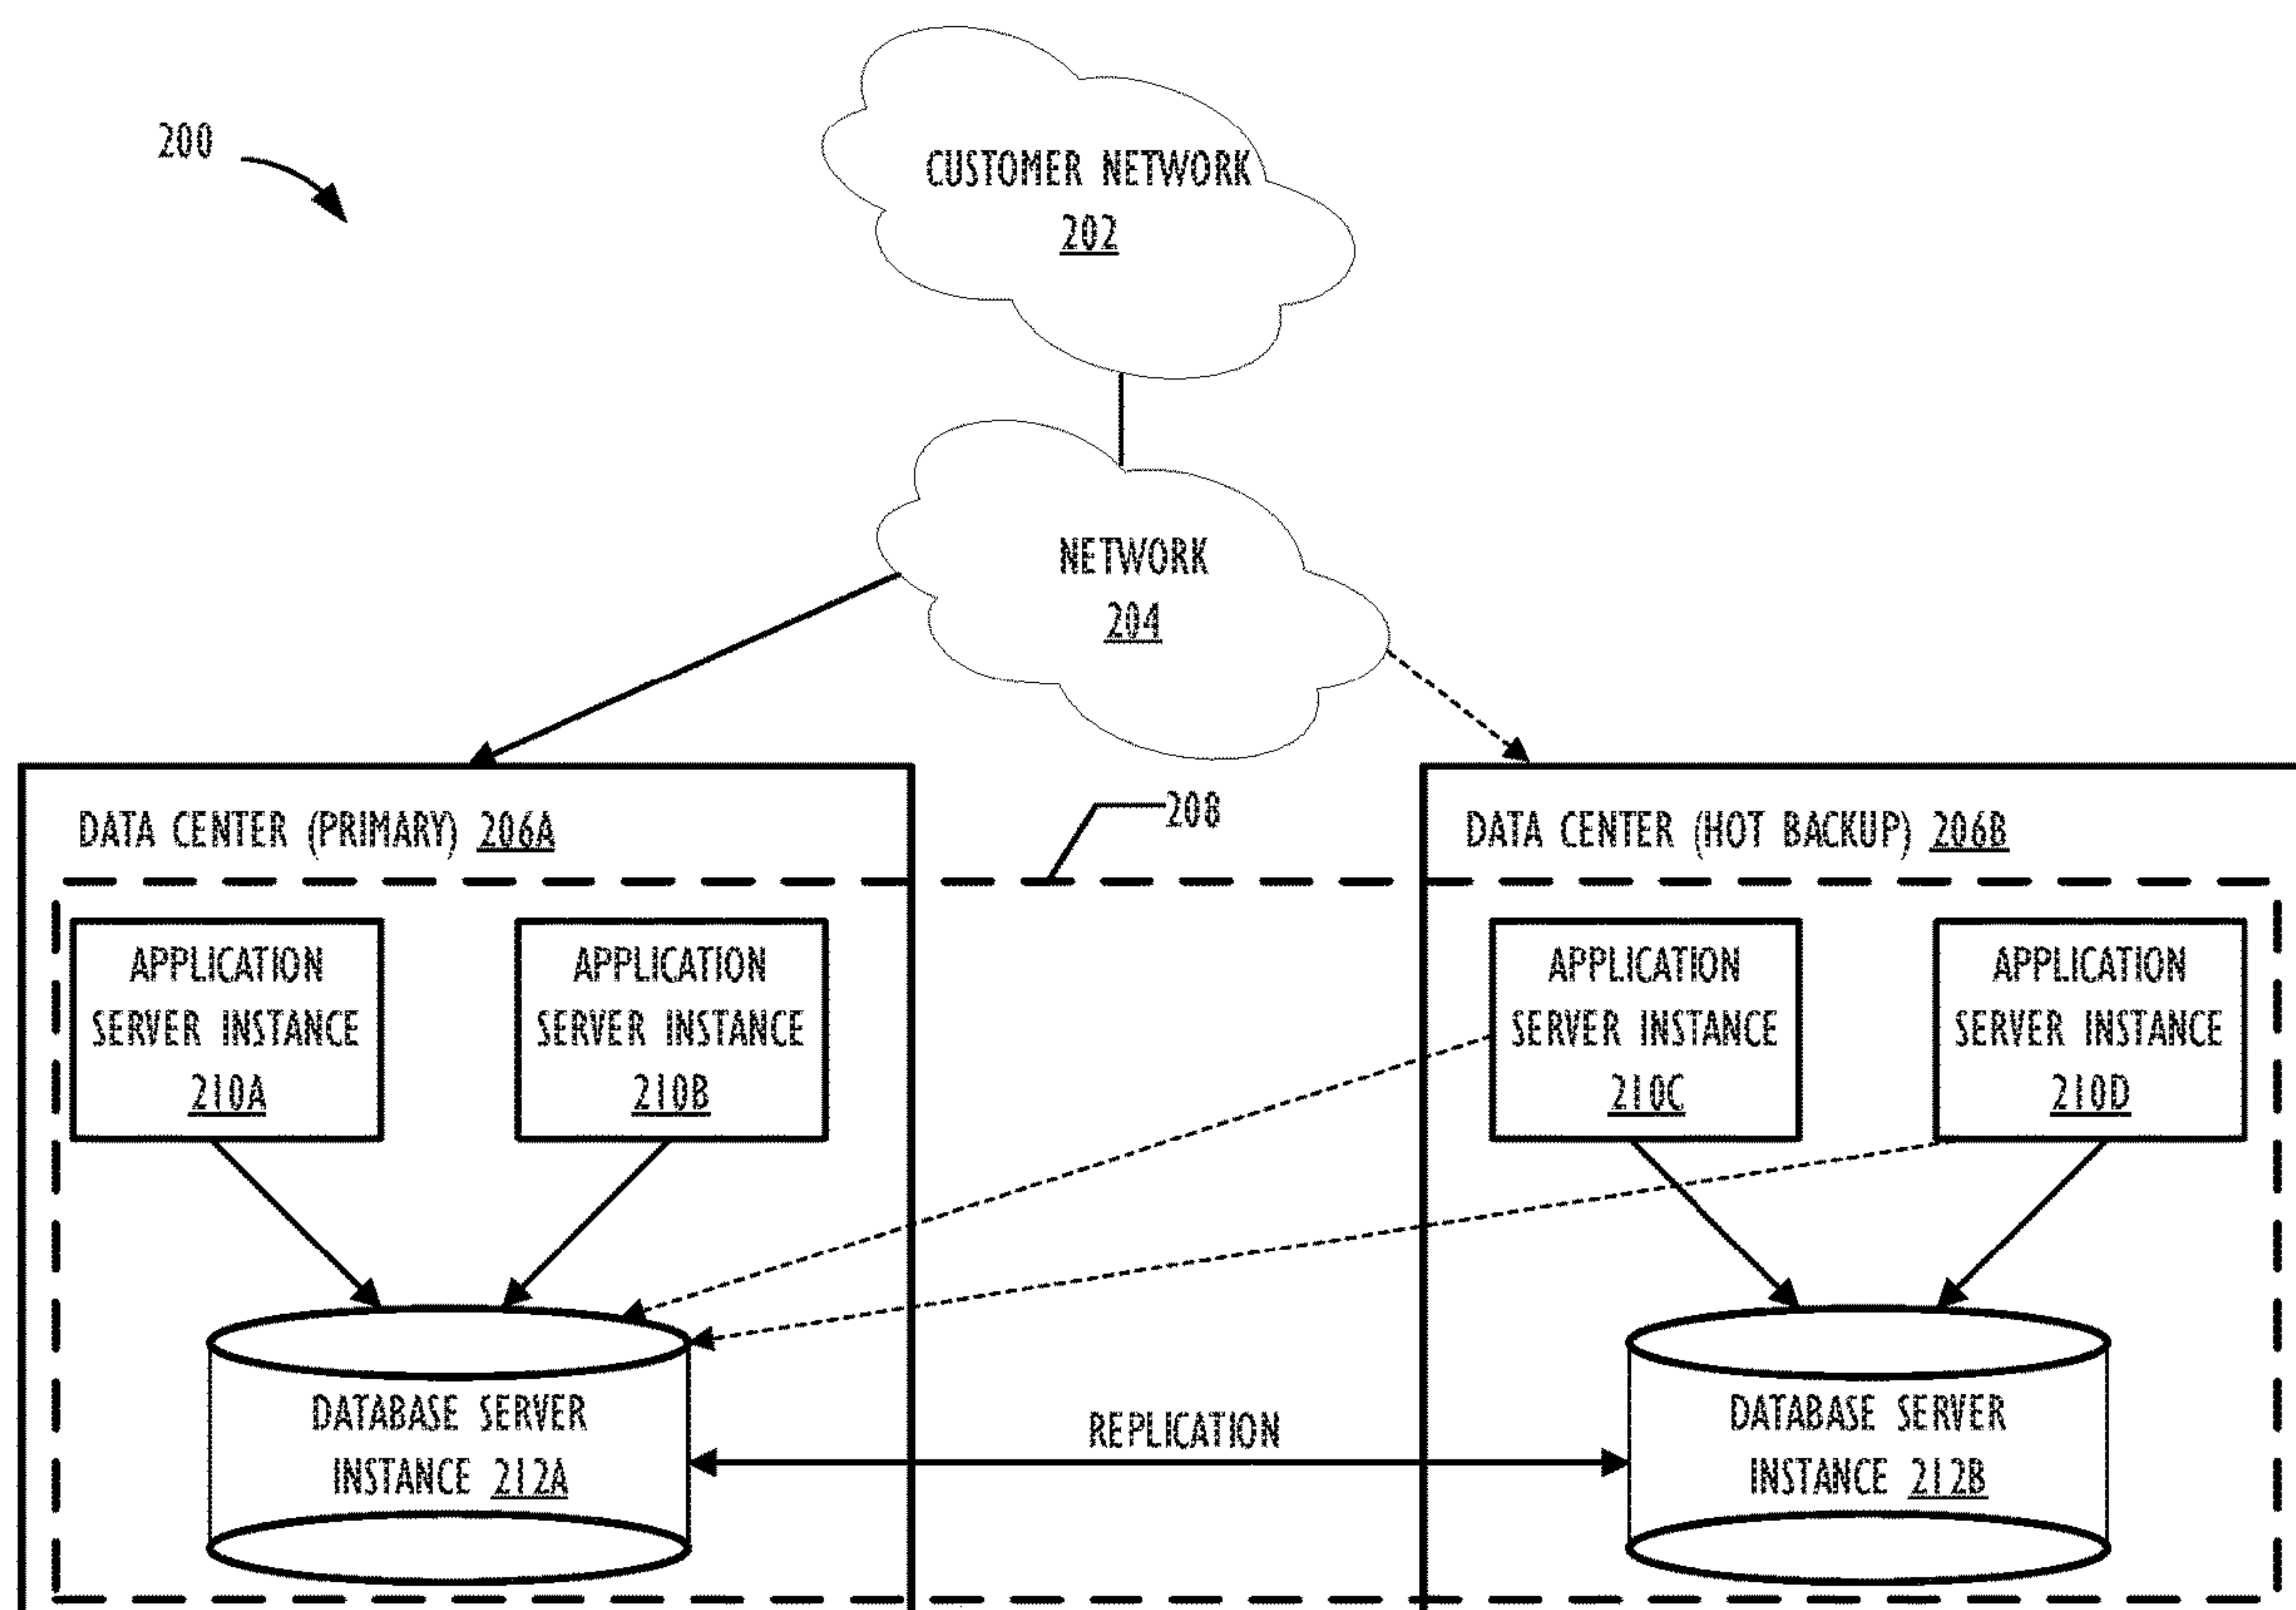 200
CUSTOMER NETWORK
202
NETWORK
204
208
DATA CENTER (PRIMARY) 206A
DATA CENTER (HOT BACKUP) 206B
APPLICATION
SERVER INSTANCE
210A
APPLICATION
SERVER INSTANCE
210B
APPLICATION
SERVER INSTANCE
210C
APPLICATION
SERVER INSTANCE
210D
DATABASE SERVER
INSTANCE 212A
REPLICATION
DATABASE SERVER
INSTANCE 212B